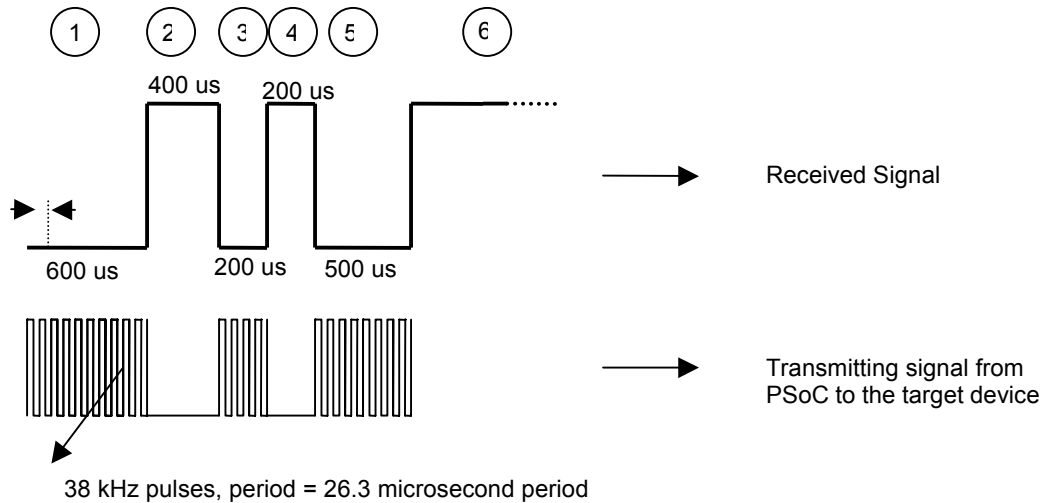 1 2 3 4 5 6
400 us 200 us
Received Signal
600 us 200 us 500 us
Transmitting signal from
PSoC to the target device
38 kHz pulses, period = 26.3 microsecond period